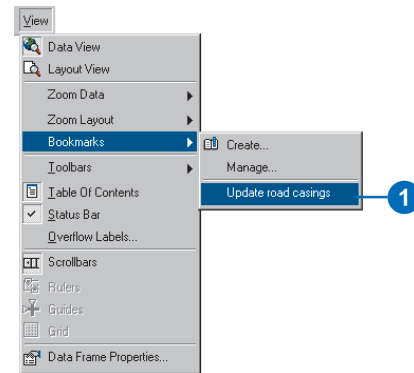 View
Data View
Layout View
Zoom Data
Zoom Layout
Bookmarks
Create...
Manage...
Update road casings
1
Toolbars
Table Of Contents
Status Bar
Overflow Labels...
Scrollbars
Rulers
Guides
Grid
Data Frame Properties...